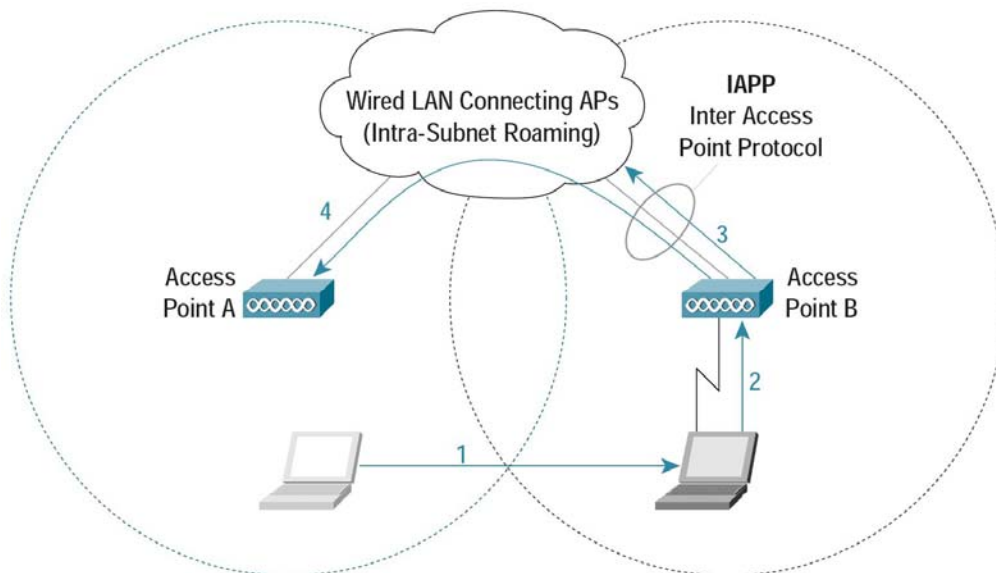 Wired LAN Connecting APs
(Intra-Subnet Roaming)
IAPP
Inter Access
Point Protocol
4
3
Access
Point A
Access
Point B
2
1